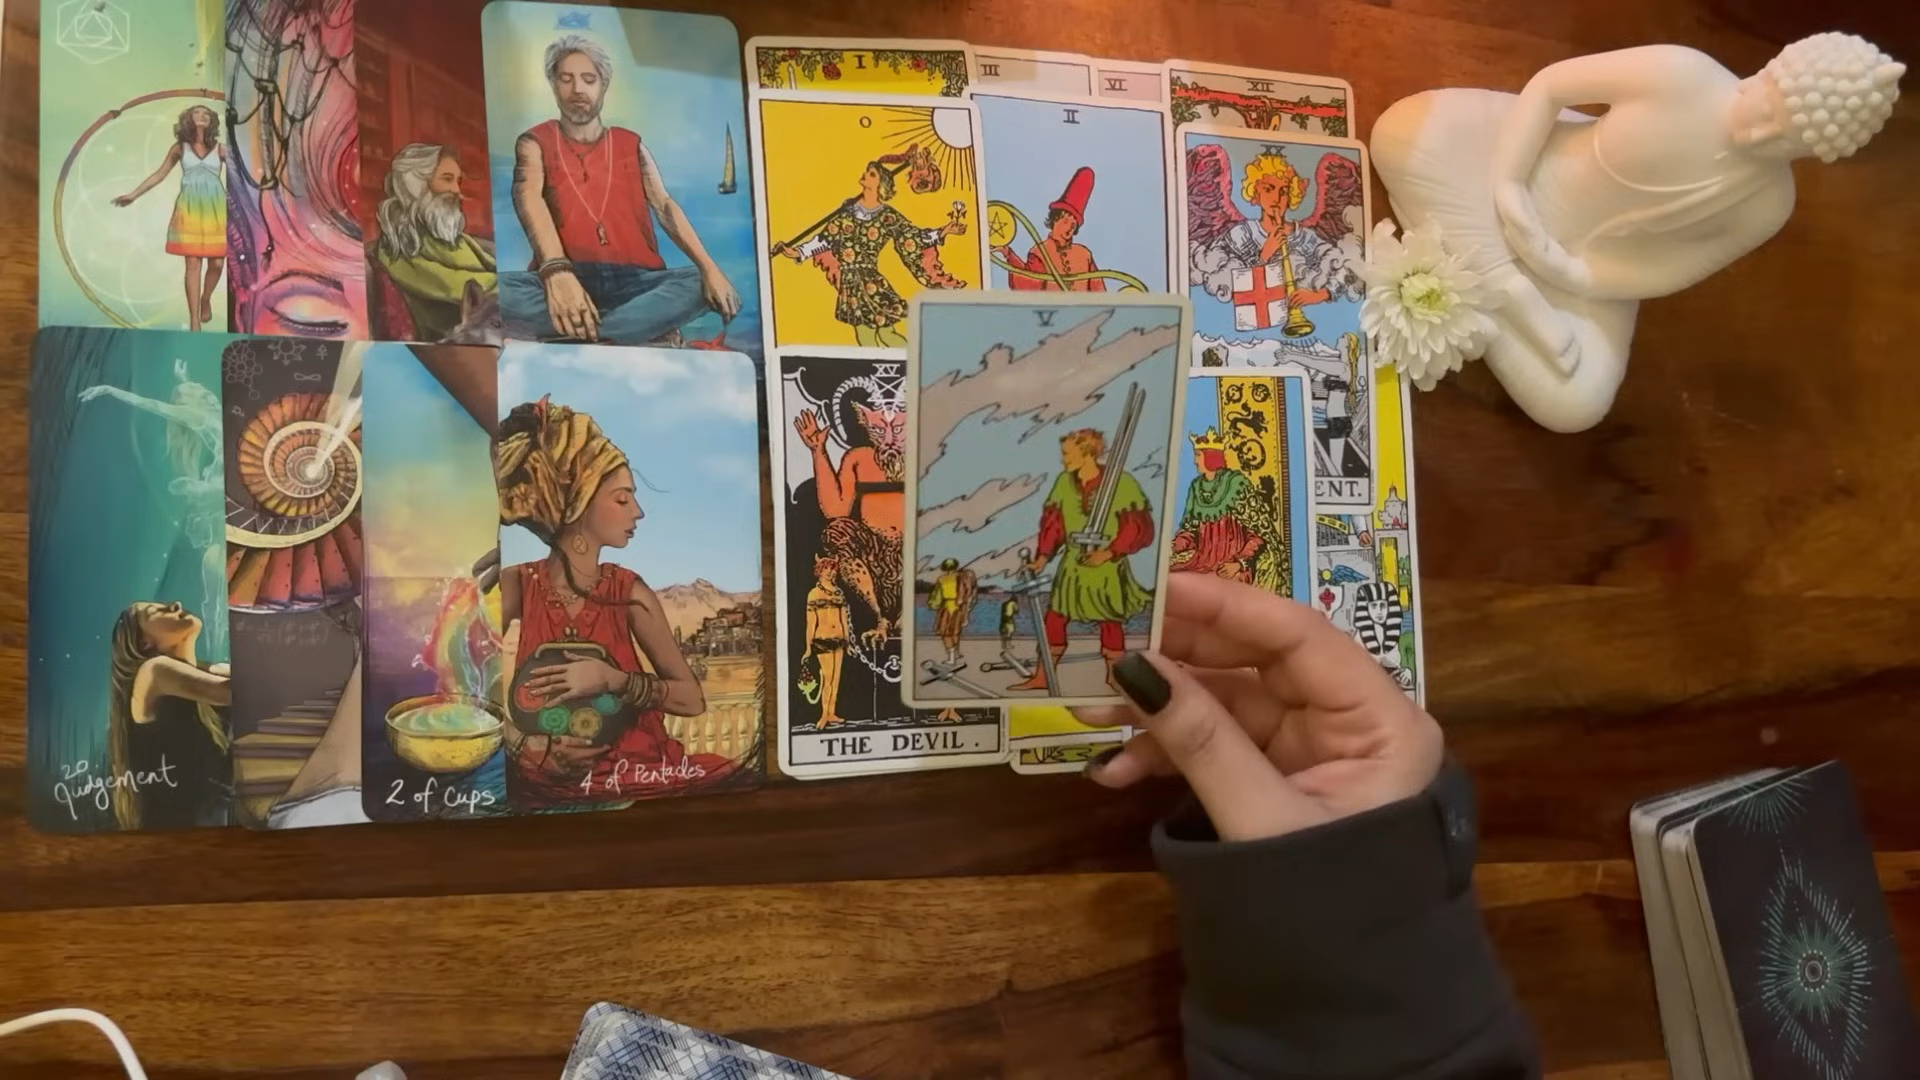 I
III
VI
XII
0
II
XX
V
XV
ENT.
THE DEVIL.
20
Judgement
2 of Cups
4 of Pentacles